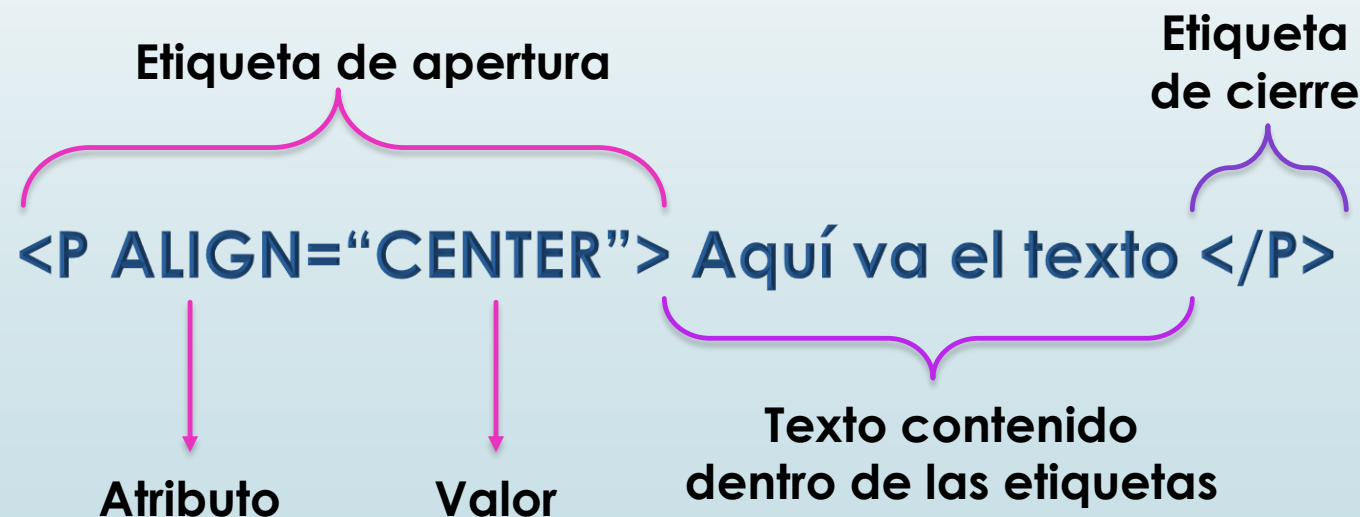 Etiqueta de apertura
Etiqueta
de cierre
<P ALIGN=“CENTER”> Aquí va el texto </P>
Atributo
Valor
Texto contenido
dentro de las etiquetas